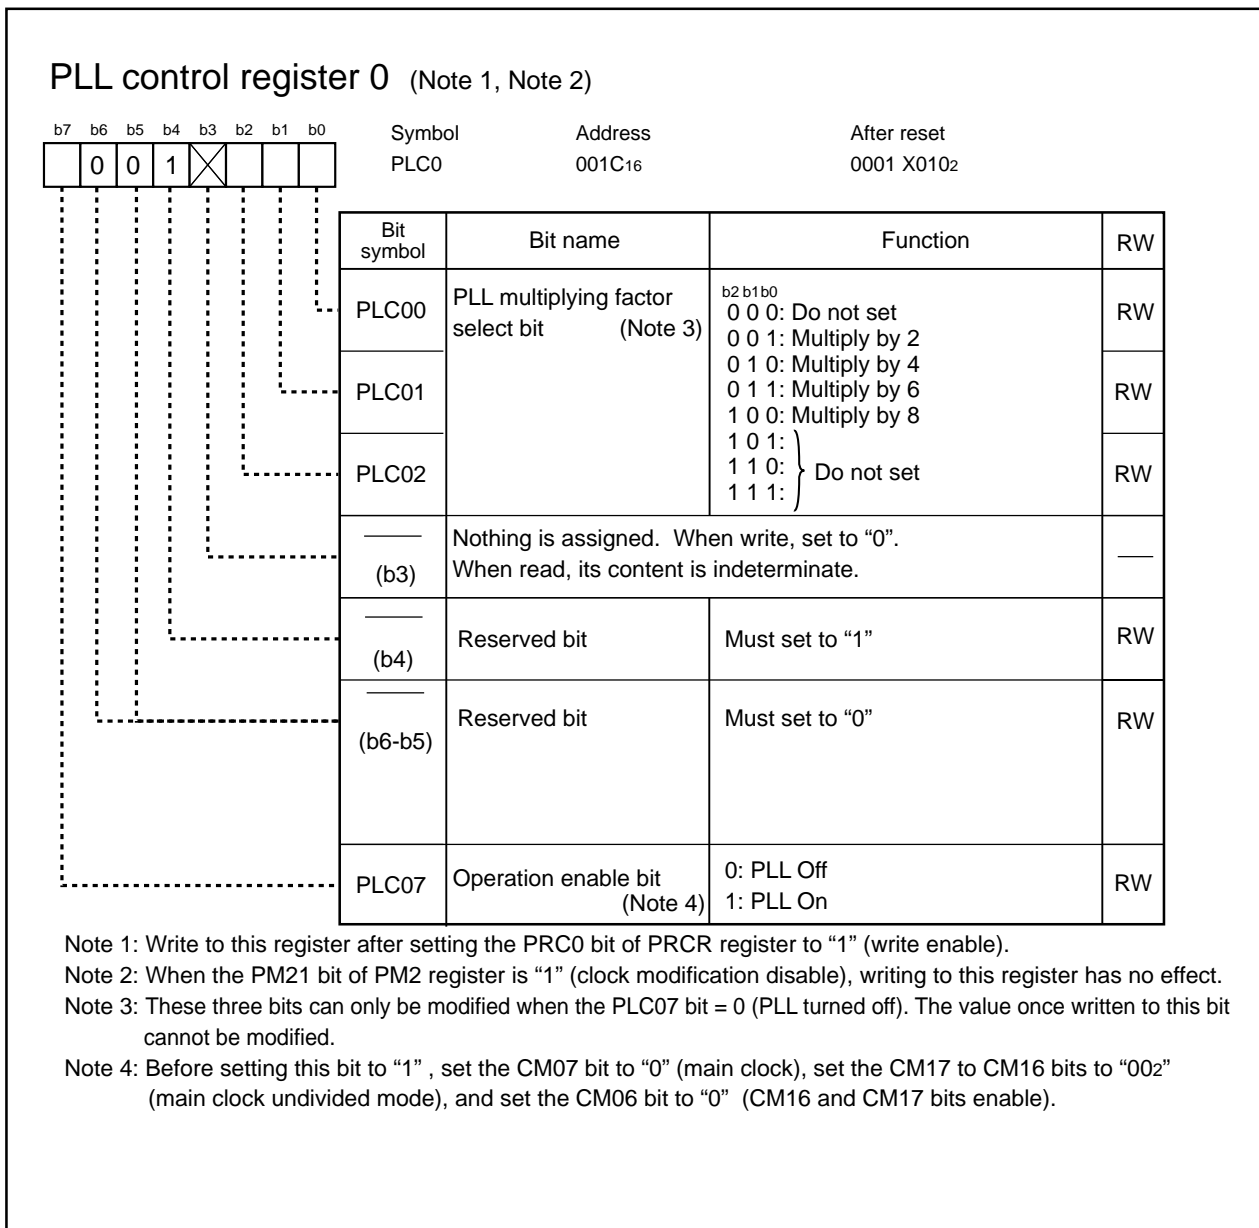 PLL control register 0 (Note 1, Note 2)
b7 b6 b5 b4 b3 b2 b1 b0
0 0 1
Symbol Address After reset
PLC0 001C16 0001 X0102
Bit symbol Bit name Function RW
PLC00 PLL multiplying factor select bit (Note 3) RW
b2 b1 b0
0 0 0: Do not set
0 0 1: Multiply by 2
0 1 0: Multiply by 4
0 1 1: Multiply by 6
1 0 0: Multiply by 8
1 0 1:
1 1 0: Do not set
1 1 1:
PLC01 RW
PLC02 RW
(b3) Nothing is assigned. When write, set to “0”.
When read, its content is indeterminate.
(b4) Reserved bit Must set to “1” RW
(b6-b5) Reserved bit Must set to “0” RW
PLC07 Operation enable bit (Note 4) RW
0: PLL Off
1: PLL On
Note 1: Write to this register after setting the PRC0 bit of PRCR register to “1” (write enable).
Note 2: When the PM21 bit of PM2 register is “1” (clock modification disable), writing to this register has no effect.
Note 3: These three bits can only be modified when the PLC07 bit = 0 (PLL turned off). The value once written to this bit
cannot be modified.
Note 4: Before setting this bit to “1” , set the CM07 bit to “0” (main clock), set the CM17 to CM16 bits to “002”
(main clock undivided mode), and set the CM06 bit to “0” (CM16 and CM17 bits enable).